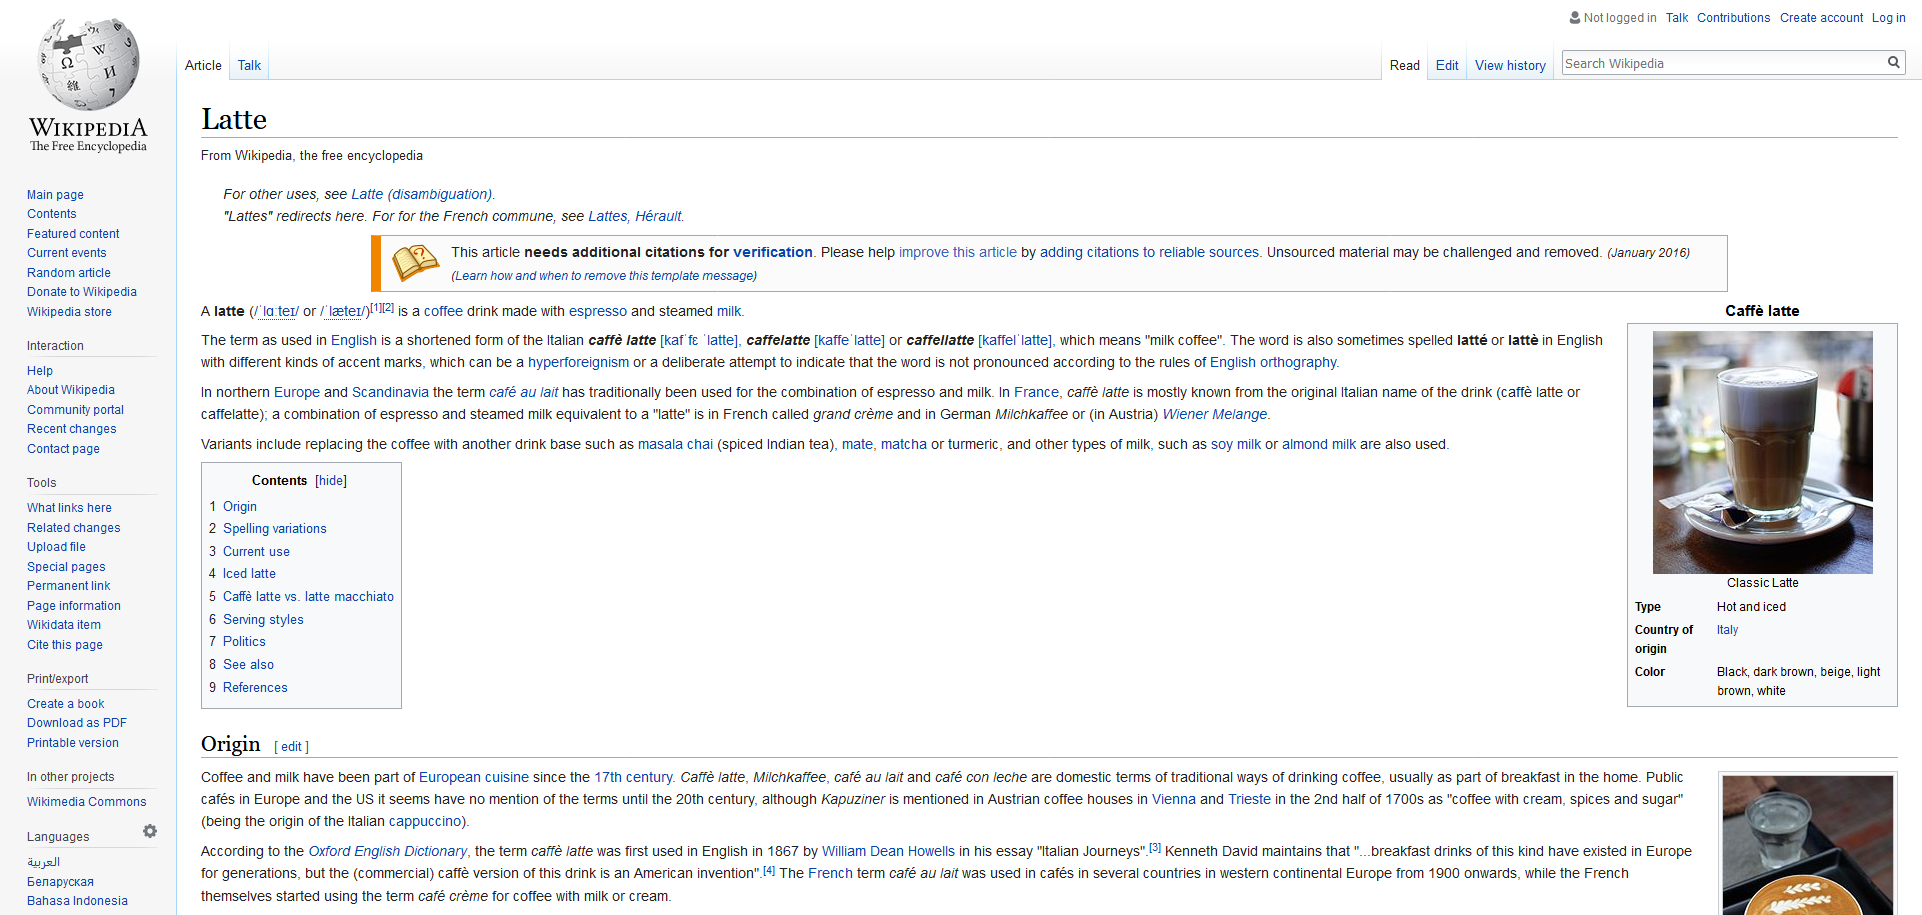 Not logged in Talk Contributions Create account Log in
Article Talk Read Edit View history Search Wikipedia
WIKIPEDIA
The Free Encyclopedia
Main page
Contents
Featured content
Current events
Random article
Donate to Wikipedia
Wikipedia store
Interaction
Help
About Wikipedia
Community portal
Recent changes
Contact page
Tools
What links here
Related changes
Upload file
Special pages
Permanent link
Page information
Wikidata item
Cite this page
Print/export
Create a book
Download as PDF
Printable version
In other projects
Wikimedia Commons
Languages
العربية
Беларуская
Bahasa Indonesia
Latte
From Wikipedia, the free encyclopedia
For other uses, see Latte (disambiguation).
"Lattes" redirects here. For for the French commune, see Lattes, Hérault.
This article needs additional citations for verification. Please help improve this article by adding citations to reliable sources. Unsourced material may be challenged and removed. (January 2016)
(Learn how and when to remove this template message)
A latte (/ˈlɑːteɪ/ or /ˈlæteɪ/)[1][2] is a coffee drink made with espresso and steamed milk.
The term as used in English is a shortened form of the Italian caffè latte [kafˈfɛ ˈlatte], caffelatte [kaffeˈlatte] or caffellatte [kaffelˈlatte], which means "milk coffee". The word is also sometimes spelled latté or lattè in English
with different kinds of accent marks, which can be a hyperforeignism or a deliberate attempt to indicate that the word is not pronounced according to the rules of English orthography.
In northern Europe and Scandinavia the term café au lait has traditionally been used for the combination of espresso and milk. In France, caffè latte is mostly known from the original Italian name of the drink (caffè latte or
caffelatte); a combination of espresso and steamed milk equivalent to a "latte" is in French called grand crème and in German Milchkaffee or (in Austria) Wiener Melange.
Variants include replacing the coffee with another drink base such as masala chai (spiced Indian tea), mate, matcha or turmeric, and other types of milk, such as soy milk or almond milk are also used.
Caffè latte
Classic Latte
Type Hot and iced
Country of origin Italy
Color Black, dark brown, beige, light
brown, white
Contents [hide]
1 Origin
2 Spelling variations
3 Current use
4 Iced latte
5 Caffè latte vs. latte macchiato
6 Serving styles
7 Politics
8 See also
9 References
Origin [ edit ]
Coffee and milk have been part of European cuisine since the 17th century. Caffè latte, Milchkaffee, café au lait and café con leche are domestic terms of traditional ways of drinking coffee, usually as part of breakfast in the home. Public
cafés in Europe and the US it seems have no mention of the terms until the 20th century, although Kapuziner is mentioned in Austrian coffee houses in Vienna and Trieste in the 2nd half of 1700s as "coffee with cream, spices and sugar"
(being the origin of the Italian cappuccino).
According to the Oxford English Dictionary, the term caffè latte was first used in English in 1867 by William Dean Howells in his essay "Italian Journeys".[3] Kenneth David maintains that "...breakfast drinks of this kind have existed in Europe
for generations, but the (commercial) caffè version of this drink is an American invention".[4] The French term café au lait was used in cafés in several countries in western continental Europe from 1900 onwards, while the French
themselves started using the term café crème for coffee with milk or cream.